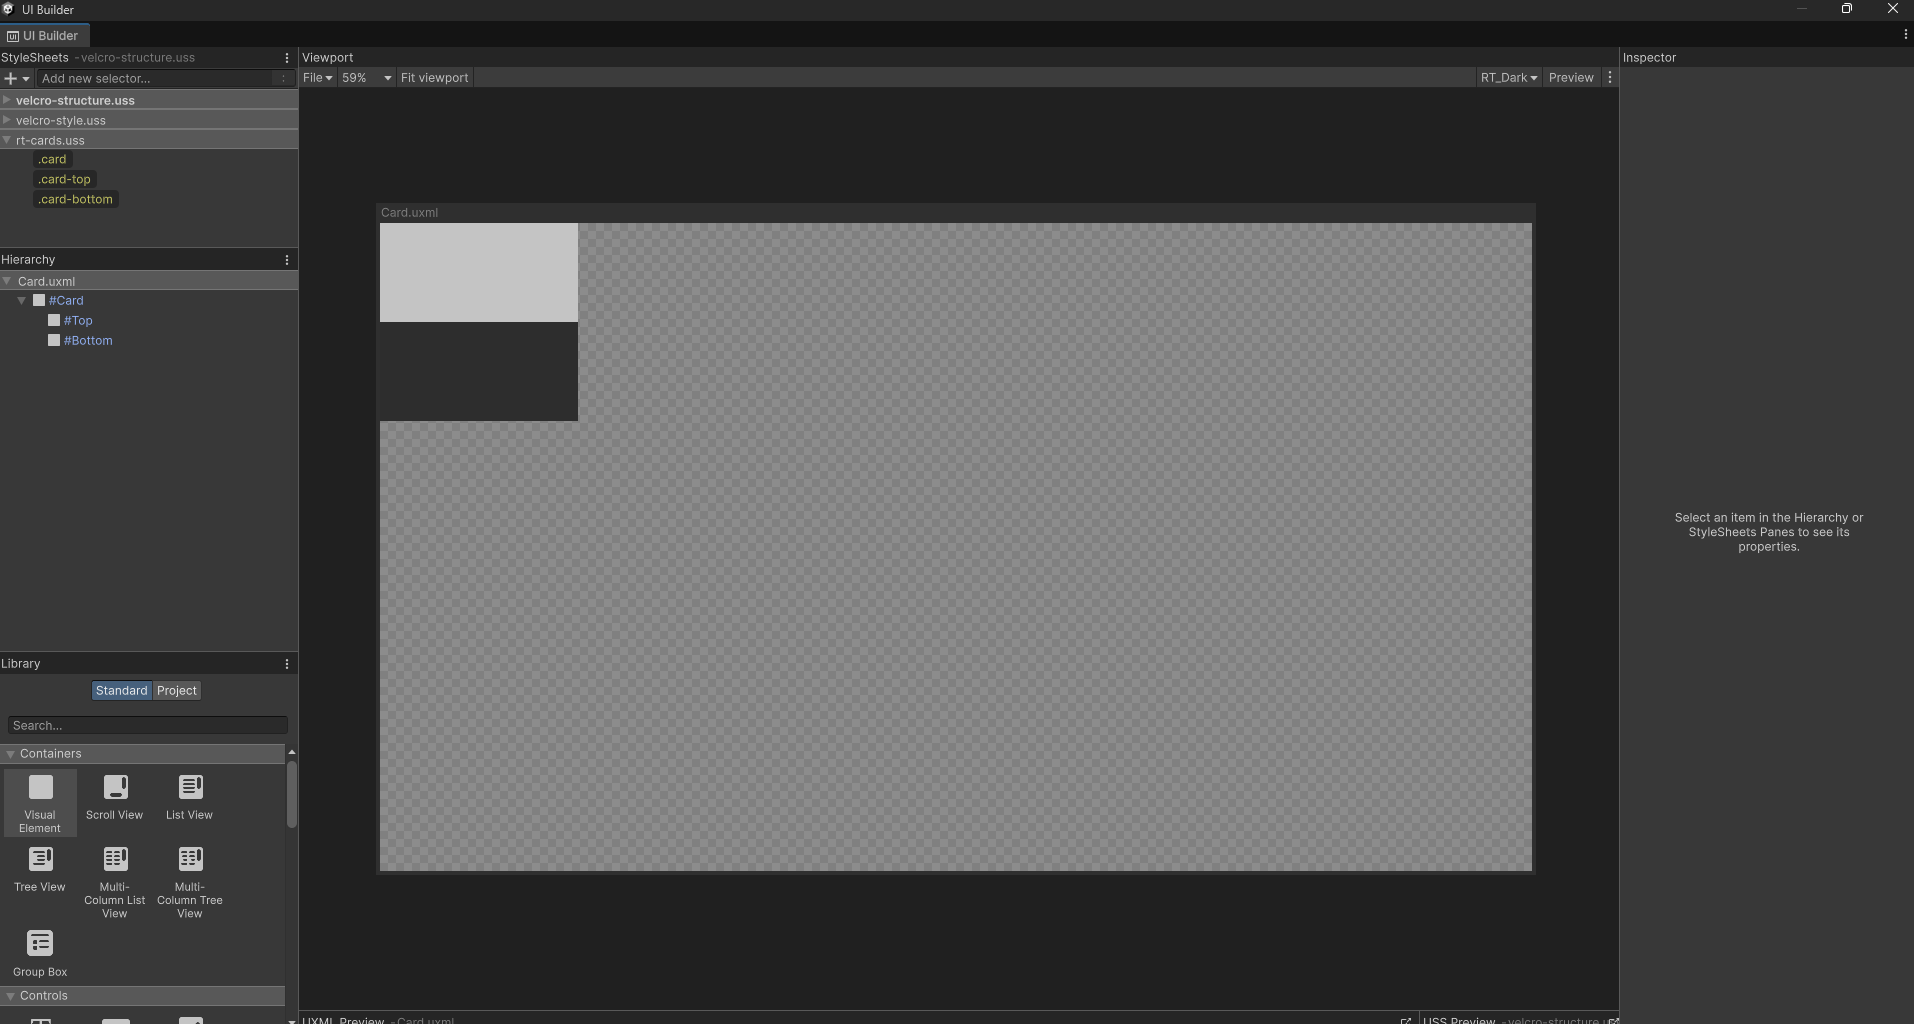 UI Builder
UI Builder
StyleSheets - velcro-structure.uss
Add new selector...
velcro-structure.uss
velcro-style.uss
rt-cards.uss
.card
.card-top
.card-bottom
Hierarchy
Card.uxml
#Card
#Top
#Bottom
Library
Standard Project
Search...
Containers
Visual Element
Scroll View
List View
Tree View
Multi-Column List View
Multi-Column Tree View
Group Box
Controls
Viewport
File 59% Fit viewport
RT_Dark Preview
Card.uxml
UXML Preview - Card.uxml
USS Preview - velcro-structure.u
Inspector
Select an item in the Hierarchy or
StyleSheets Panes to see its
properties.